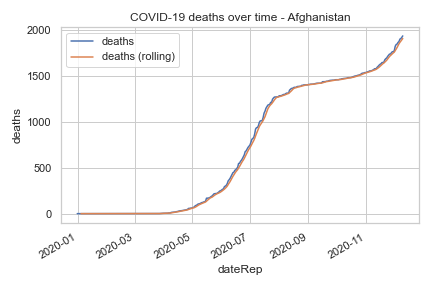 COVID-19 deaths over time - Afghanistan
2000
1500
1000
500
0
deaths
deaths
deaths (rolling)
2020-01
2020-03
2020-05
2020-07
2020-09
2020-11
dateRep